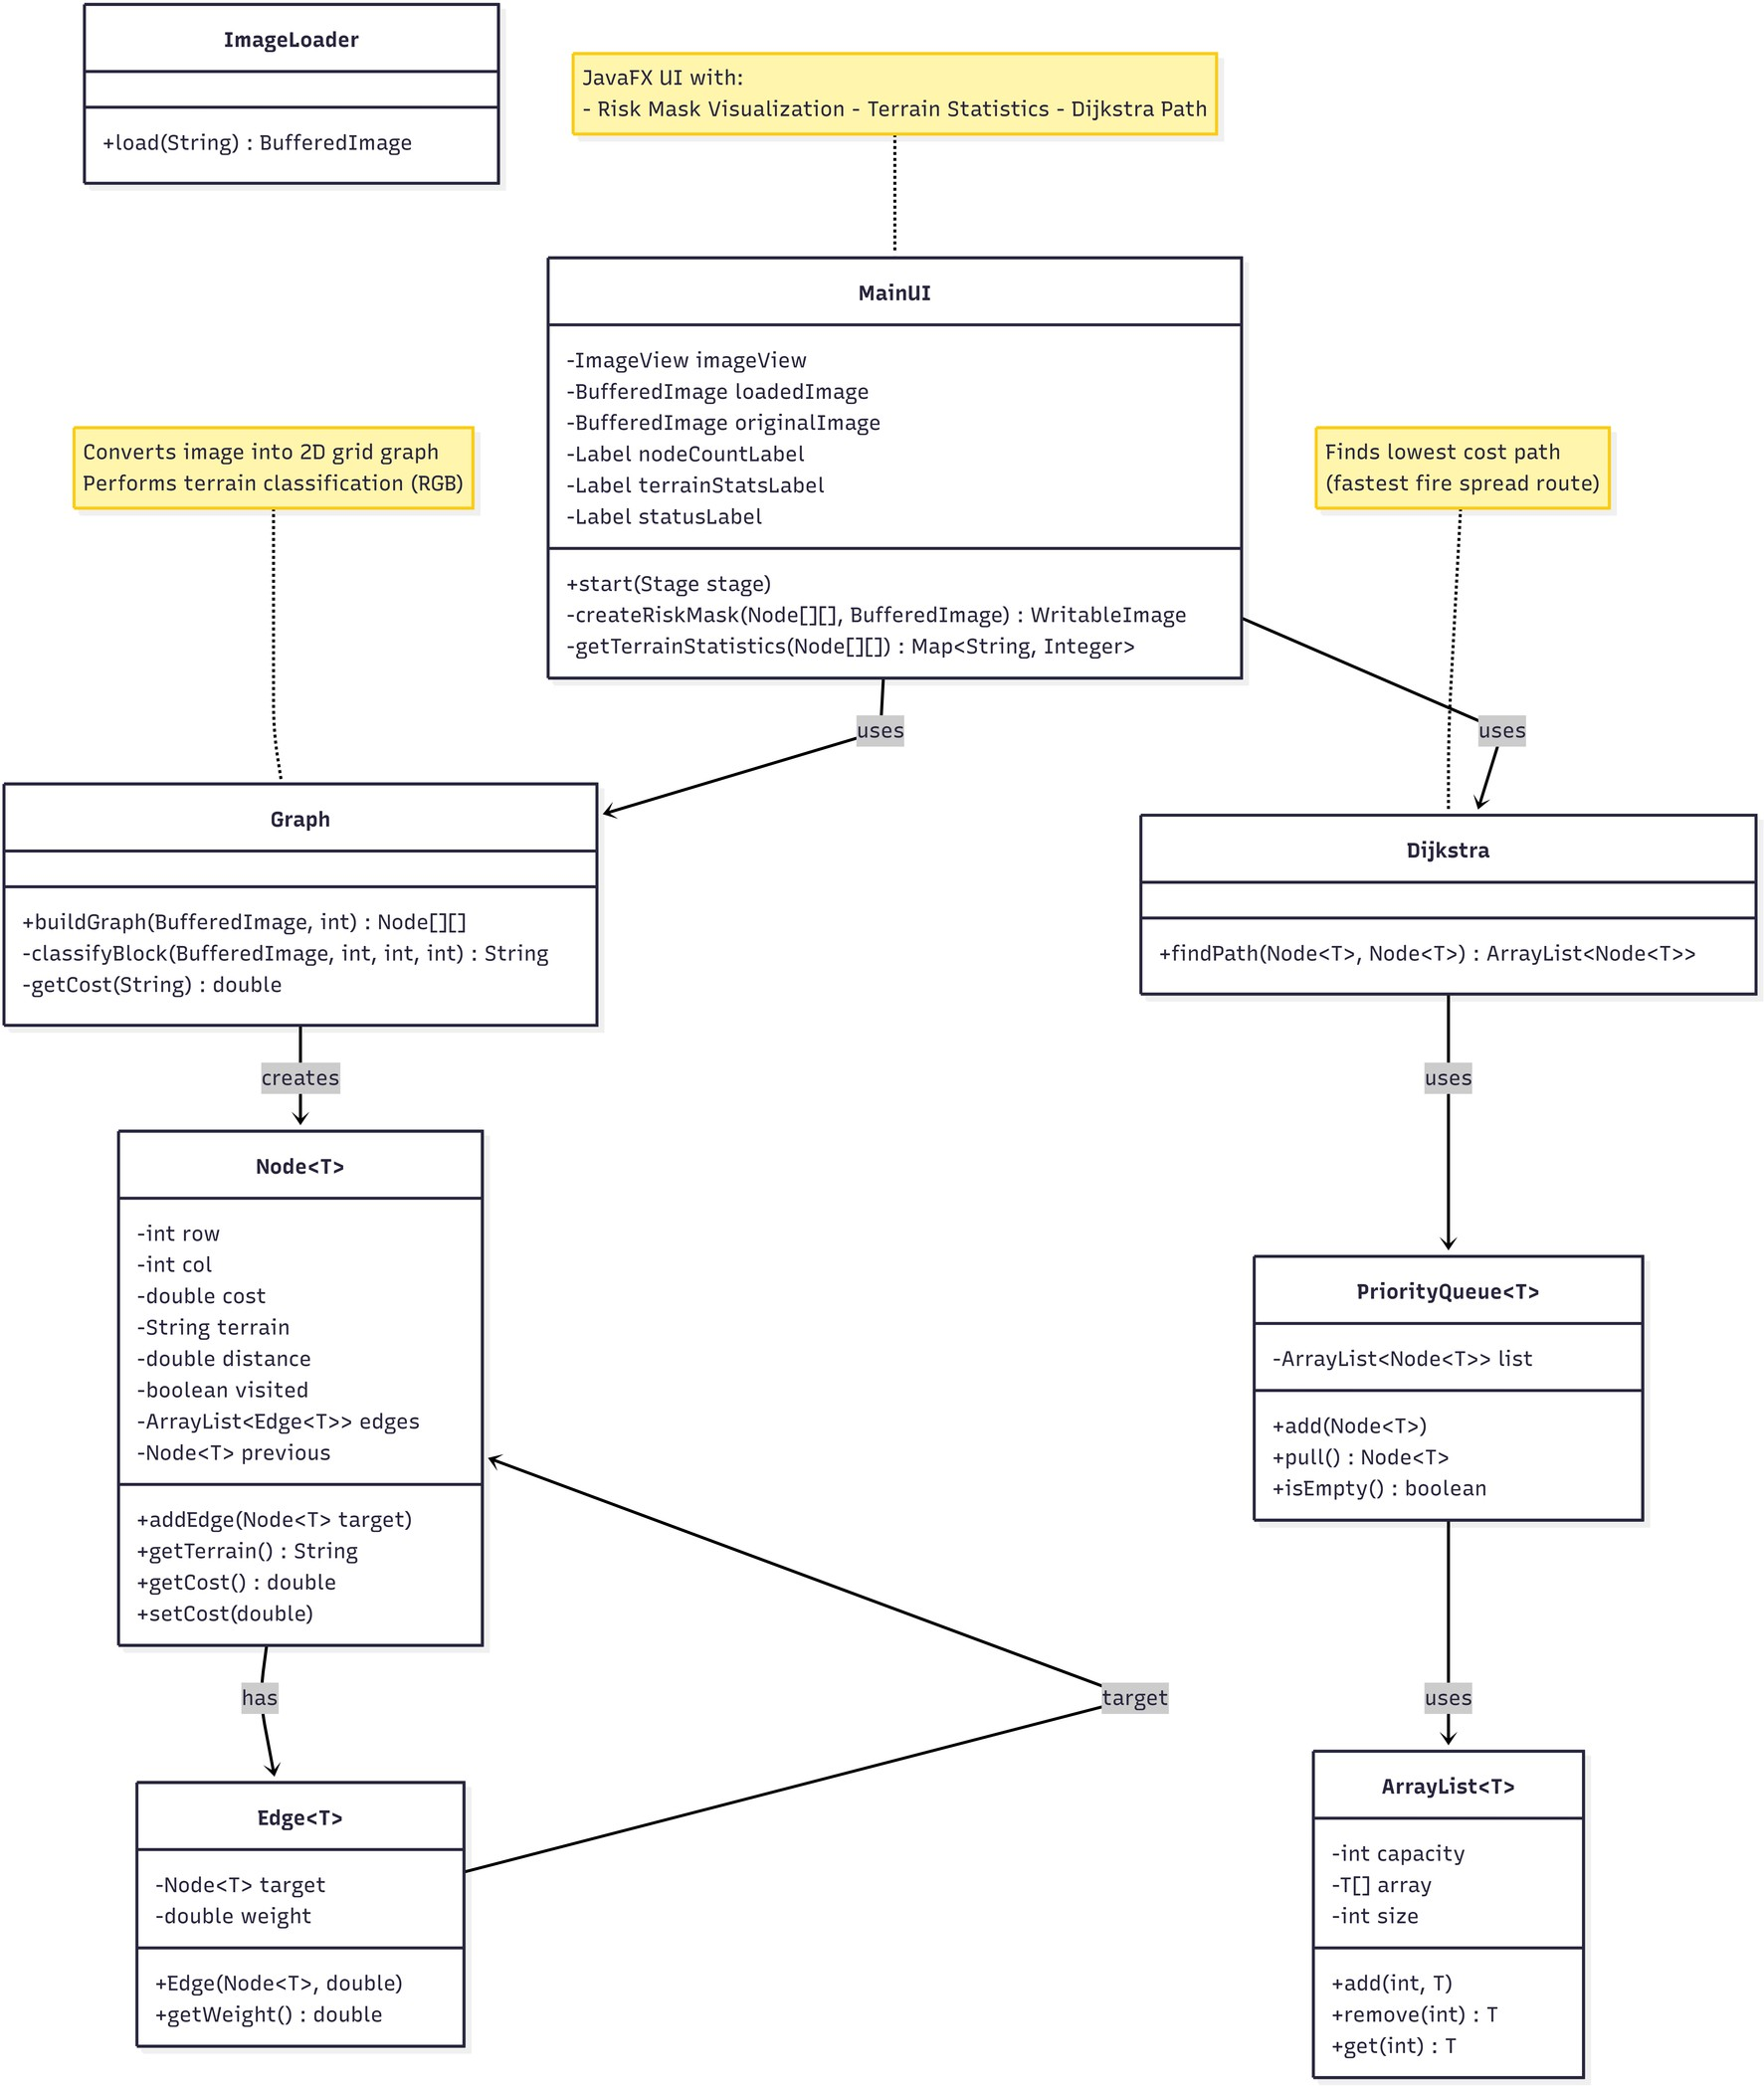 ImageLoader
+load(String) : BufferedImage
JavaFX UI with:
- Risk Mask Visualization - Terrain Statistics - Dijkstra Path
MainUI
-ImageView imageView
-BufferedImage loadedImage
-BufferedImage originalImage
-Label nodeCountLabel
-Label terrainStatsLabel
-Label statusLabel
+start(Stage stage)
-createRiskMask(Node[][], BufferedImage) : WritableImage
-getTerrainStatistics(Node[][]) : Map<String, Integer>
Converts image into 2D grid graph
Performs terrain classification (RGB)
Finds lowest cost path
(fastest fire spread route)
uses
uses
Graph
+buildGraph(BufferedImage, int) : Node[][]
-classifyBlock(BufferedImage, int, int, int) : String
-getCost(String) : double
Dijkstra
+findPath(Node<T>, Node<T>) : ArrayList<Node<T>>
creates
uses
Node<T>
-int row
-int col
-double cost
-String terrain
-double distance
-boolean visited
-ArrayList<Edge<T>> edges
-Node<T> previous
+addEdge(Node<T> target)
+getTerrain() : String
+getCost() : double
+setCost(double)
PriorityQueue<T>
-ArrayList<Node<T>> list
+add(Node<T>)
+pull() : Node<T>
+isEmpty() : boolean
has
target
uses
Edge<T>
-Node<T> target
-double weight
+Edge(Node<T>, double)
+getWeight() : double
ArrayList<T>
-int capacity
-T[] array
-int size
+add(int, T)
+remove(int) : T
+get(int) : T